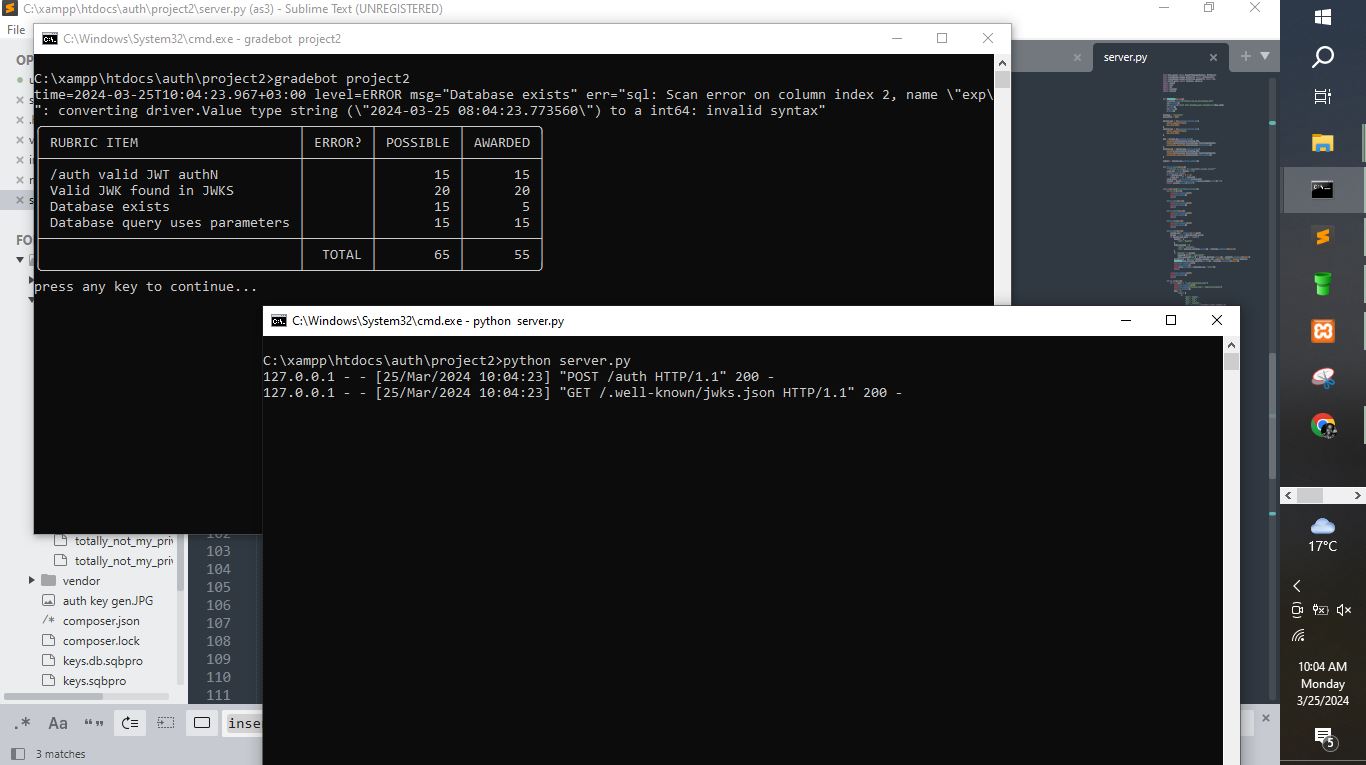 C:\xampp\htdocs\auth\project2\server.py (as3) - Sublime Text (UNREGISTERED)
File
C:\Windows\System32\cmd.exe - gradebot project2
server.py
C:\xampp\htdocs\auth\project2>gradebot project2
time=2024-03-25T10:04:23.967+03:00 level=ERROR msg="Database exists" err="sql: Scan error on column index 2, name \"exp\
": converting driver.Value type string (\"2024-03-25 08:04:23.773560\") to a int64: invalid syntax"
RUBRIC ITEM ERROR? POSSIBLE AWARDED
/auth valid JWT authN 15 15
Valid JWK found in JWKS 20 20
Database exists 15 5
Database query uses parameters 15 15
TOTAL 65 55
press any key to continue...
C:\Windows\System32\cmd.exe - python server.py
C:\xampp\htdocs\auth\project2>python server.py
127.0.0.1 - - [25/Mar/2024 10:04:23] "POST /auth HTTP/1.1" 200 -
127.0.0.1 - - [25/Mar/2024 10:04:23] "GET /.well-known/jwks.json HTTP/1.1" 200 -
OP
FO
totally_not_my_priv
totally_not_my_priv
vendor
auth key gen.JPG
composer.json
composer.lock
keys.db.sqbpro
keys.sqbpro
102
103
104
105
106
107
108
109
110
111
.* Aa “ ”
inser
3 matches
17°C
10:04 AM
Monday
3/25/2024
5